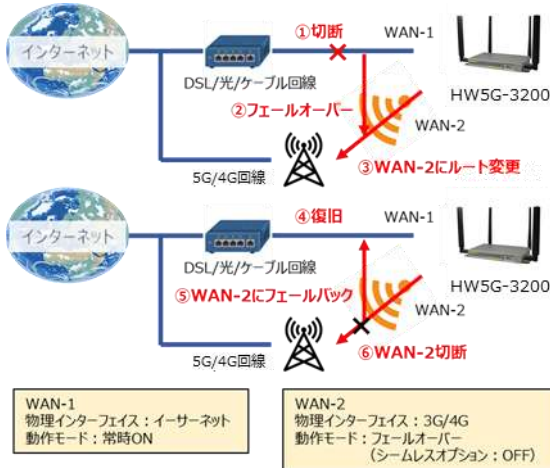 インターネット
①切断
WAN-1
DSL/光/ケーブル回線
HW5G-3200
②フェールオーバー
WAN-2
5G/4G回線
③WAN-2にルート変更
インターネット
④復旧
WAN-1
DSL/光/ケーブル回線
HW5G-3200
⑤WAN-2にフェールバック
WAN-2
5G/4G回線
⑥WAN-2切断
WAN-1
物理インターフェイス：イーサーネット
動作モード：常時ON
WAN-2
物理インターフェイス：3G/4G
動作モード：フェールオーバー
（シームレスオプション：OFF）